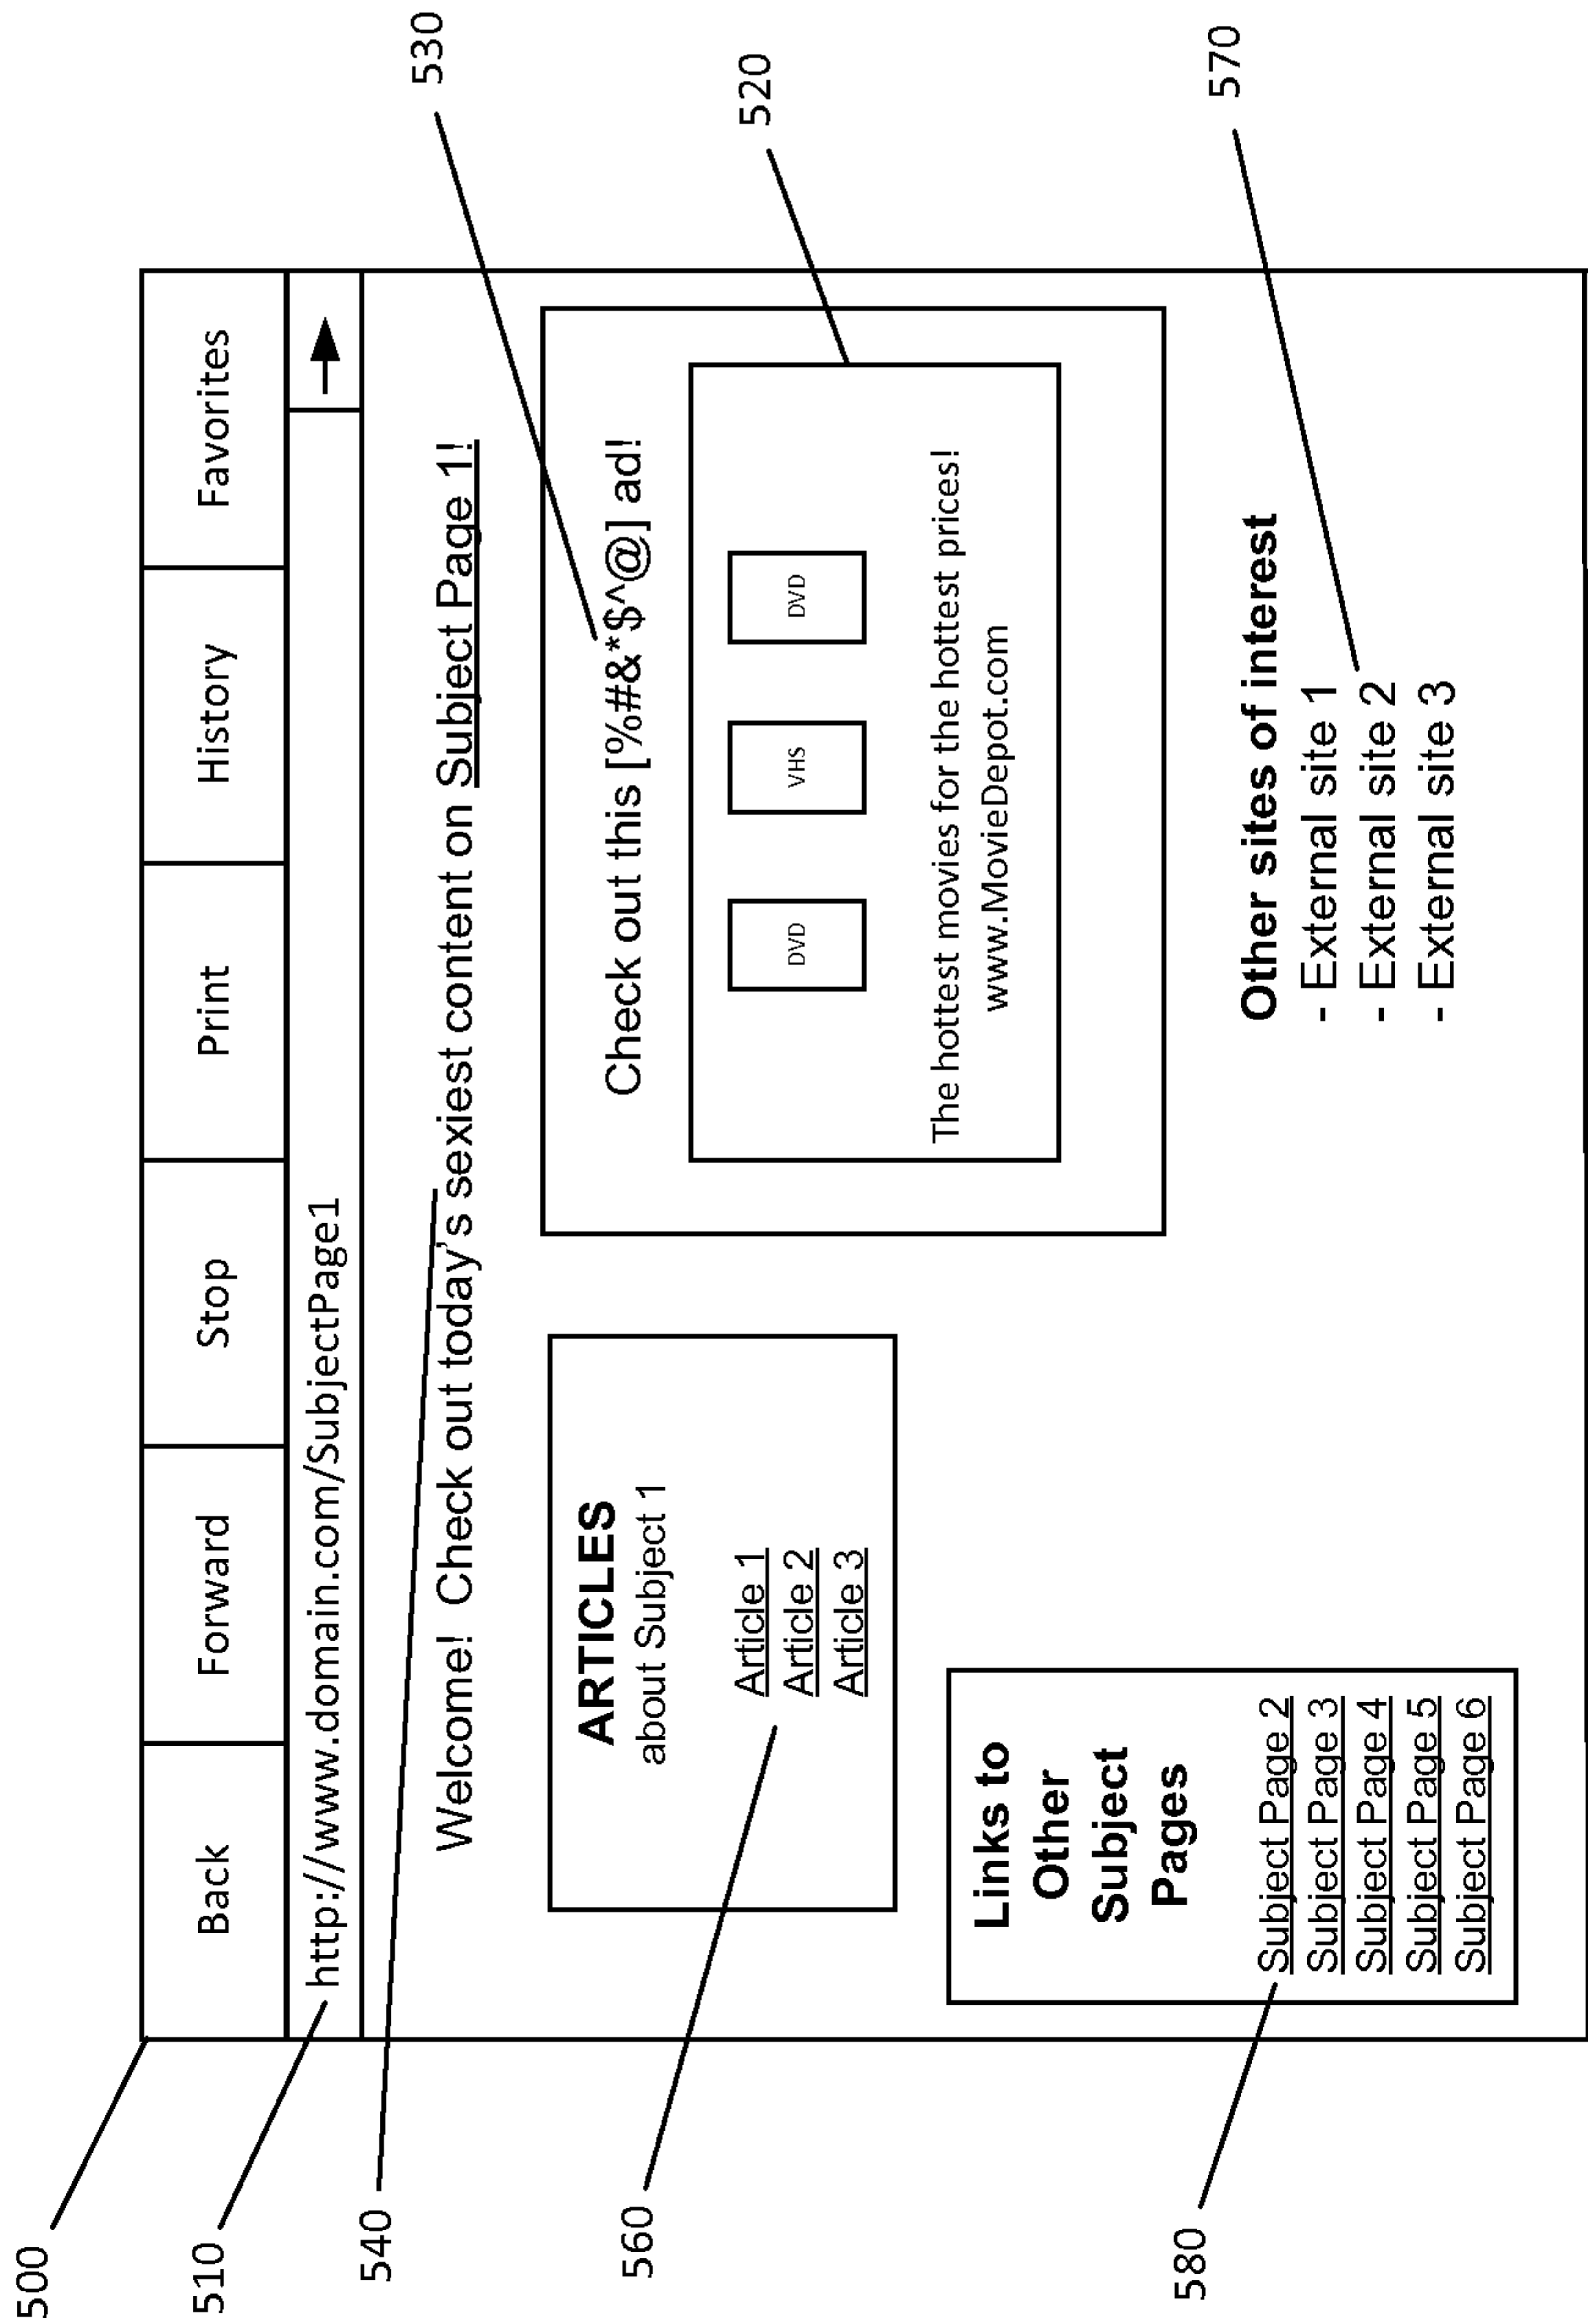 500
510
540
560
580
530
520
570
Back Forward Stop Print History Favorites
http://www.domain.com/SubjectPage1
Welcome! Check out today's sexiest content on Subject Page 1!
ARTICLES
about Subject 1
Article 1
Article 2
Article 3
Check out this [%#&*$^@] ad!
DVD VHS DVD
The hottest movies for the hottest prices!
www.MovieDepot.com
Links to
Other
Subject
Pages
Subject Page 2
Subject Page 3
Subject Page 4
Subject Page 5
Subject Page 6
Other sites of interest
- External site 1
- External site 2
- External site 3